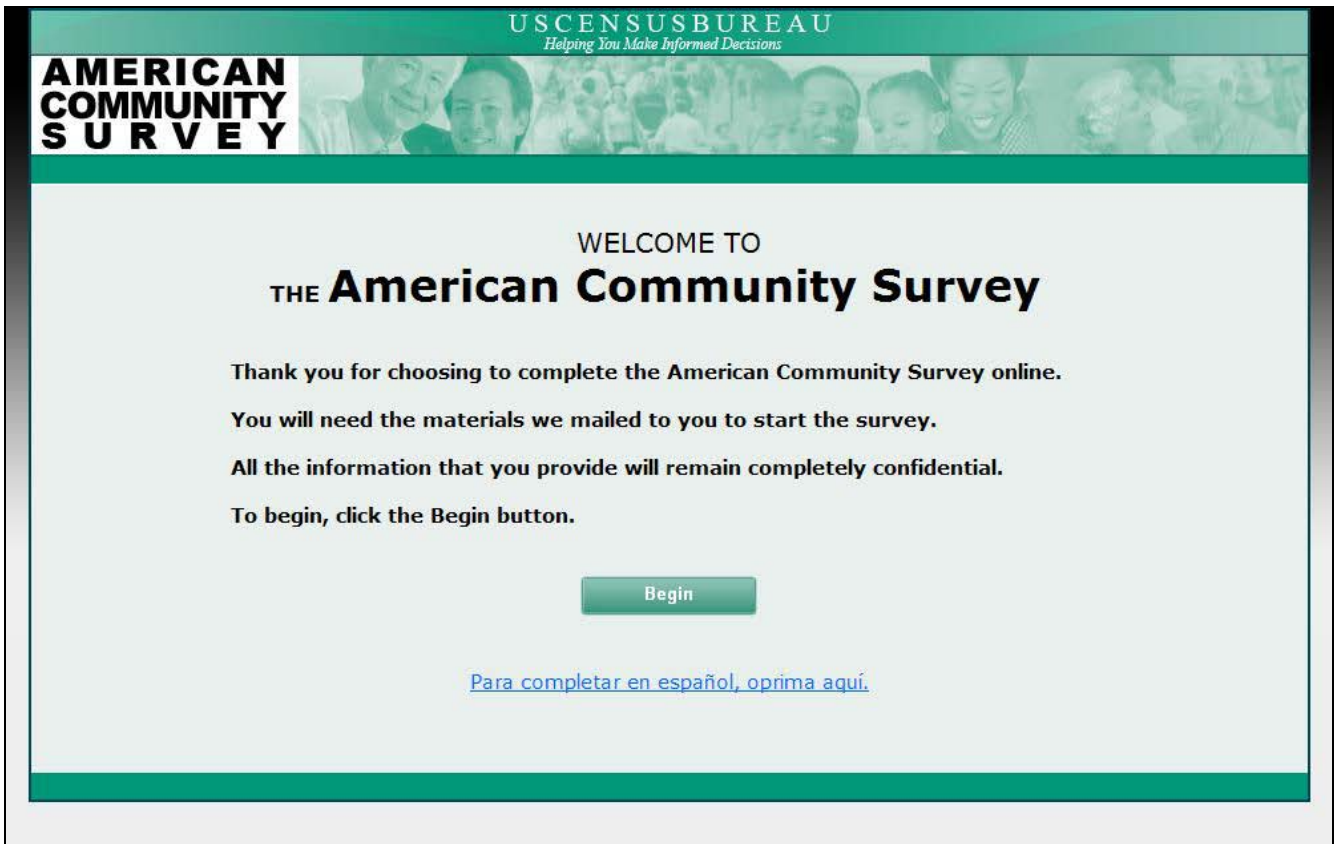 USCENSUSBUREAU
Helping You Make Informed Decisions
AMERICAN
COMMUNITY
SURVEY
WELCOME TO
THE American Community Survey
Thank you for choosing to complete the American Community Survey online.
You will need the materials we mailed to you to start the survey.
All the information that you provide will remain completely confidential.
To begin, click the Begin button.
Begin
Para completar en español, oprima aquí.